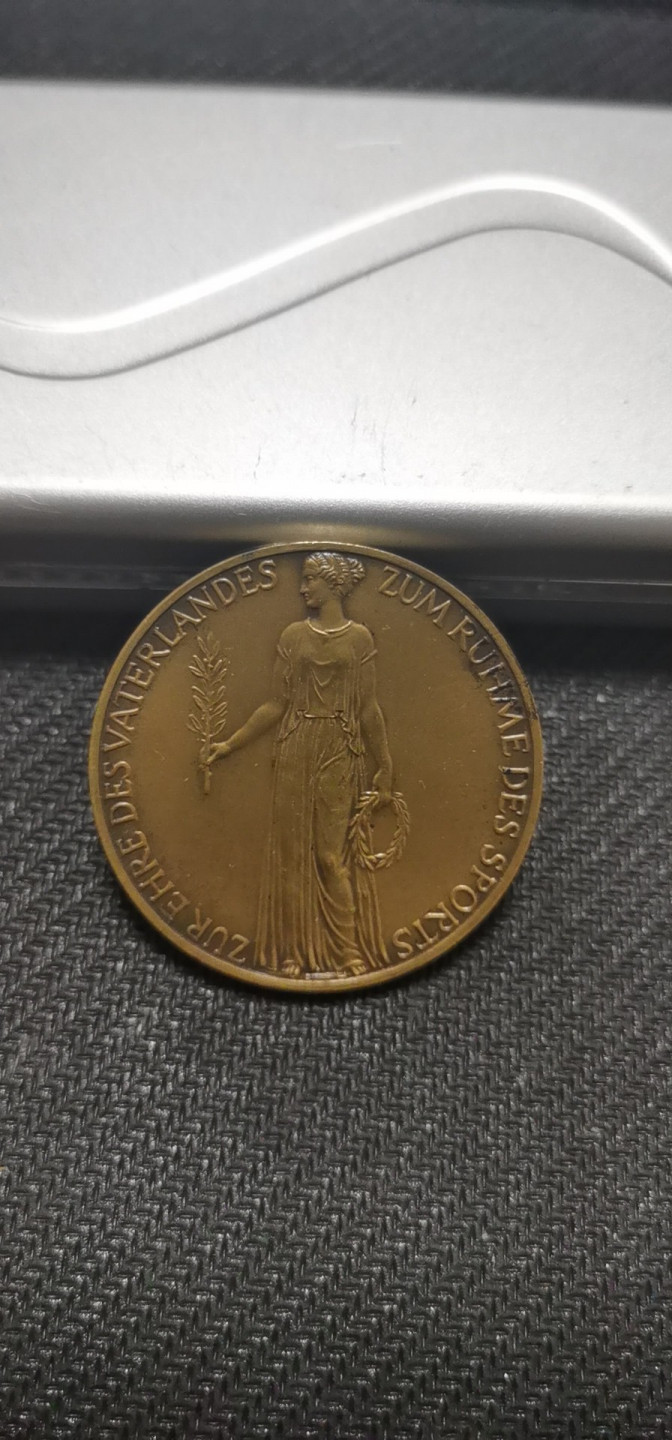 ZUR EHRE DES VATERLANDES
ZUM RUHME DES SPORTS